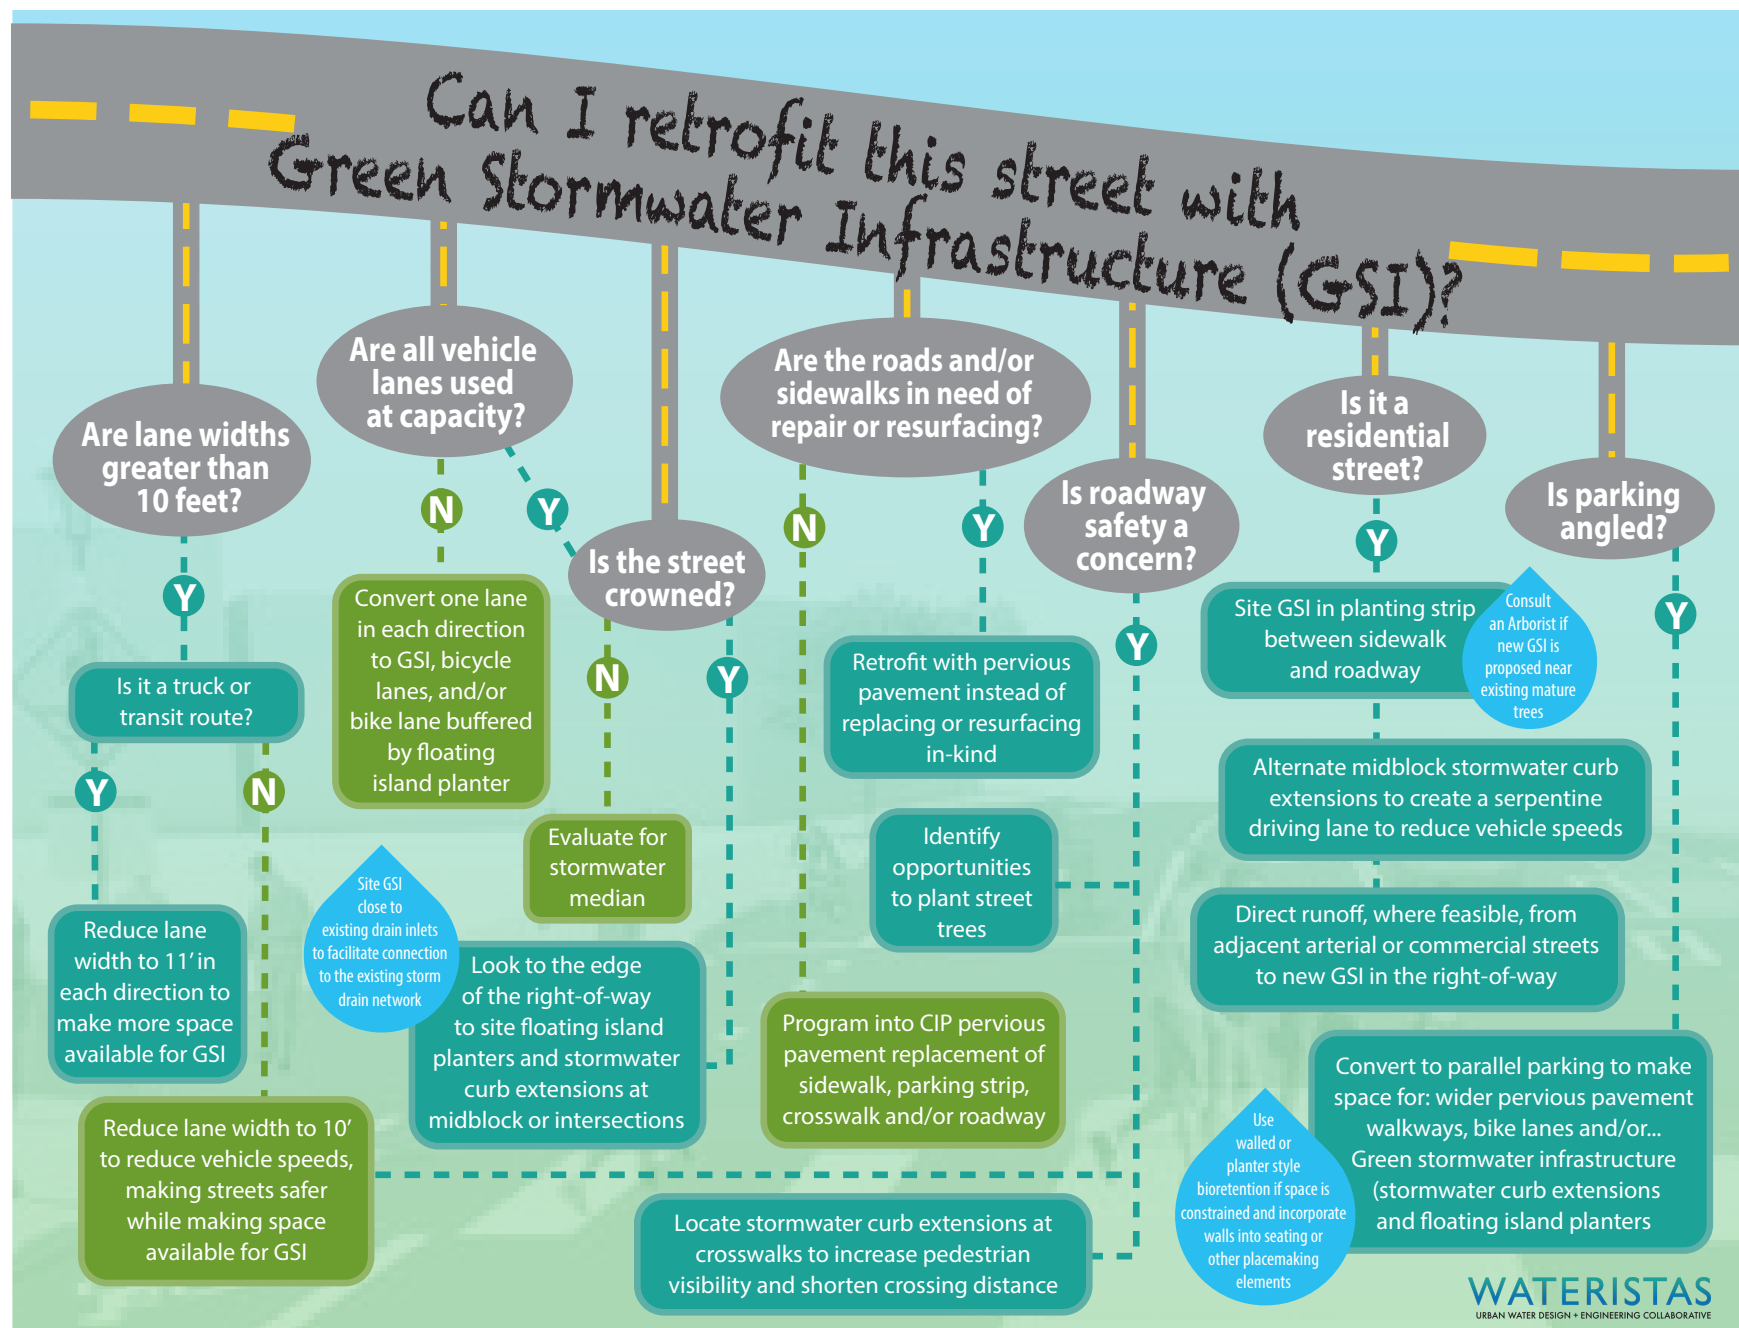 Can I retrofit this street with
Green Stormwater Infrastructure (GSI)?
Are lane widths
greater than
10 feet?
Y
Is it a truck or
transit route?
Y
N
Reduce lane
width to 11’ in
each direction to
make more space
available for GSI
Reduce lane width to 10’
to reduce vehicle speeds,
making streets safer
while making space
available for GSI
Are all vehicle
lanes used
at capacity?
N
Y
Convert one lane
in each direction
to GSI, bicycle
lanes, and/or
bike lane buffered
by floating
island planter
Is the street
crowned?
N
Y
Evaluate for
stormwater
median
Site GSI
close to
existing drain inlets
to facilitate connection
to the existing storm
drain network
Look to the edge
of the right-of-way
to site floating island
planters and stormwater
curb extensions at
midblock or intersections
Are the roads and/or
sidewalks in need of
repair or resurfacing?
N
Y
Retrofit with pervious
pavement instead of
replacing or resurfacing
in-kind
Identify
opportunities
to plant street
trees
Program into CIP pervious
pavement replacement of
sidewalk, parking strip,
crosswalk and/or roadway
Is roadway
safety a
concern?
Y
Locate stormwater curb extensions at
crosswalks to increase pedestrian
visibility and shorten crossing distance
Is it a
residential
street?
Y
Site GSI in planting strip
between sidewalk
and roadway
Consult
an Arborist if
new GSI is
proposed near
existing mature
trees
Alternate midblock stormwater curb
extensions to create a serpentine
driving lane to reduce vehicle speeds
Direct runoff, where feasible, from
adjacent arterial or commercial streets
to new GSI in the right-of-way
Is parking
angled?
Y
Convert to parallel parking to make
space for: wider pervious pavement
walkways, bike lanes and/or...
Green stormwater infrastructure
(stormwater curb extensions
and floating island planters
Use
walled or
planter style
bioretention if space is
constrained and incorporate
walls into seating or
other placemaking
elements
WATERISTAS
URBAN WATER DESIGN + ENGINEERING COLLABORATIVE